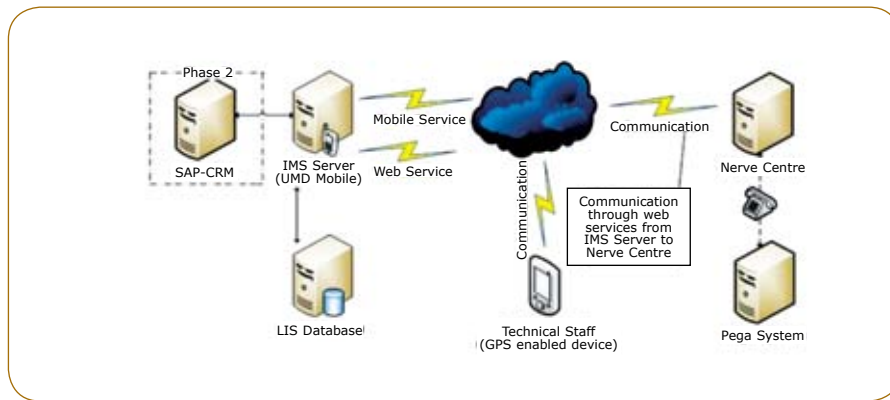 Phase 2
SAP-CRM
IMS Server
(UMD Mobile)
Mobile Service
Web Service
Communication
Nerve Centre
Communication
Communication
through web
services from
IMS Server to
Nerve Centre
LIS Database
Technical Staff
(GPS enabled device)
Pega System